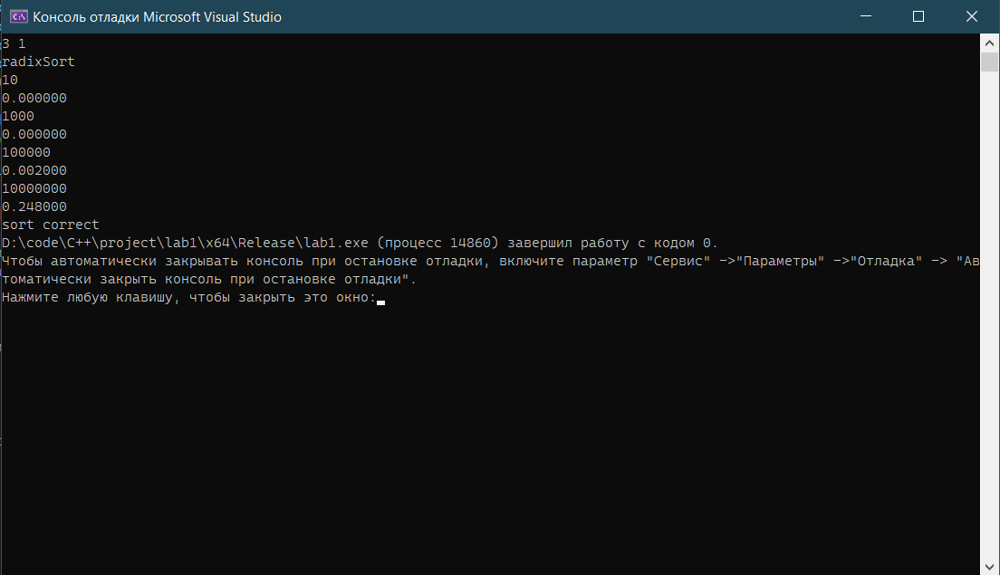 Консоль отладки Microsoft Visual Studio
3 1
radixSort
10
0.000000
1000
0.000000
100000
0.002000
10000000
0.248000
sort correct
D:\code\C++\project\lab1\x64\Release\lab1.exe (процесс 14860) завершил работу с кодом 0.
Чтобы автоматически закрывать консоль при остановке отладки, включите параметр "Сервис" ->"Параметры" ->"Отладка" -> "Ав
томатически закрыть консоль при остановке отладки".
Нажмите любую клавишу, чтобы закрыть это окно: